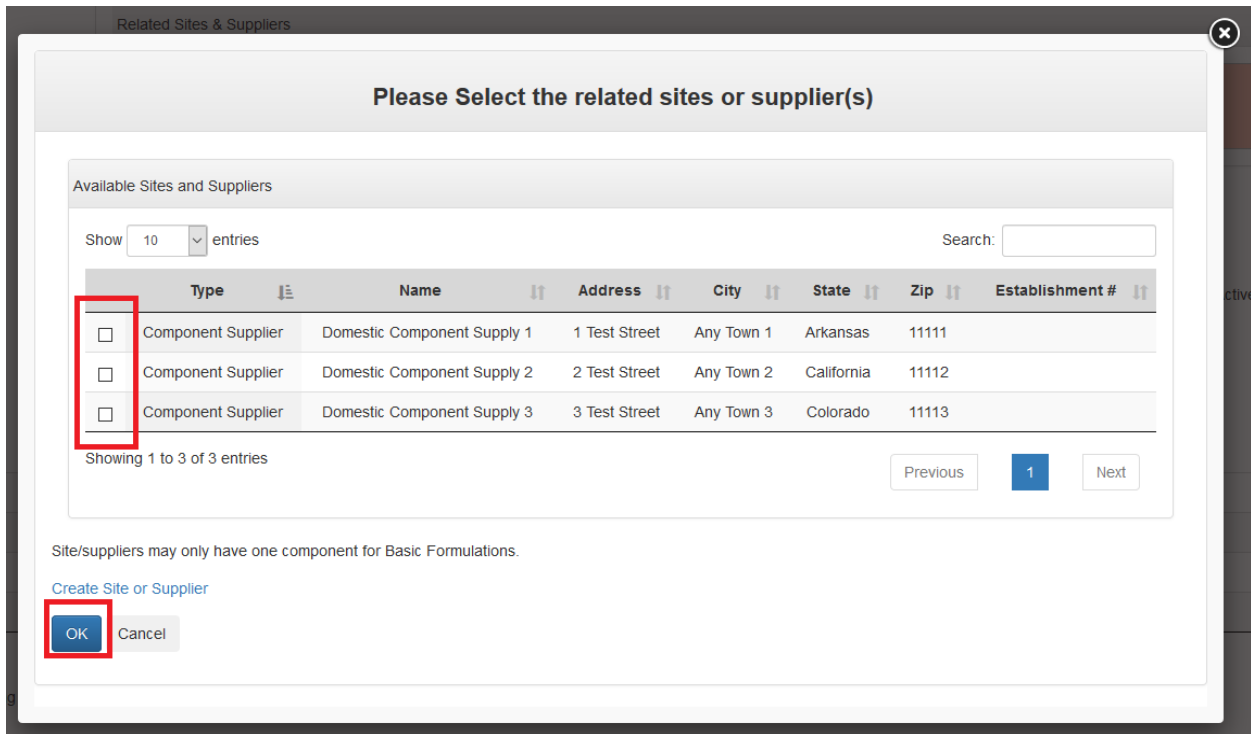 Related Sites & Suppliers
Please Select the related sites or supplier(s)
Available Sites and Suppliers
Show 10 entries Search:
Type Name Address City State Zip Establishment #
Component Supplier Domestic Component Supply 1 1 Test Street Any Town 1 Arkansas 11111
Component Supplier Domestic Component Supply 2 2 Test Street Any Town 2 California 11112
Component Supplier Domestic Component Supply 3 3 Test Street Any Town 3 Colorado 11113
Showing 1 to 3 of 3 entries
Previous 1 Next
Site/suppliers may only have one component for Basic Formulations.
Create Site or Supplier
OK Cancel